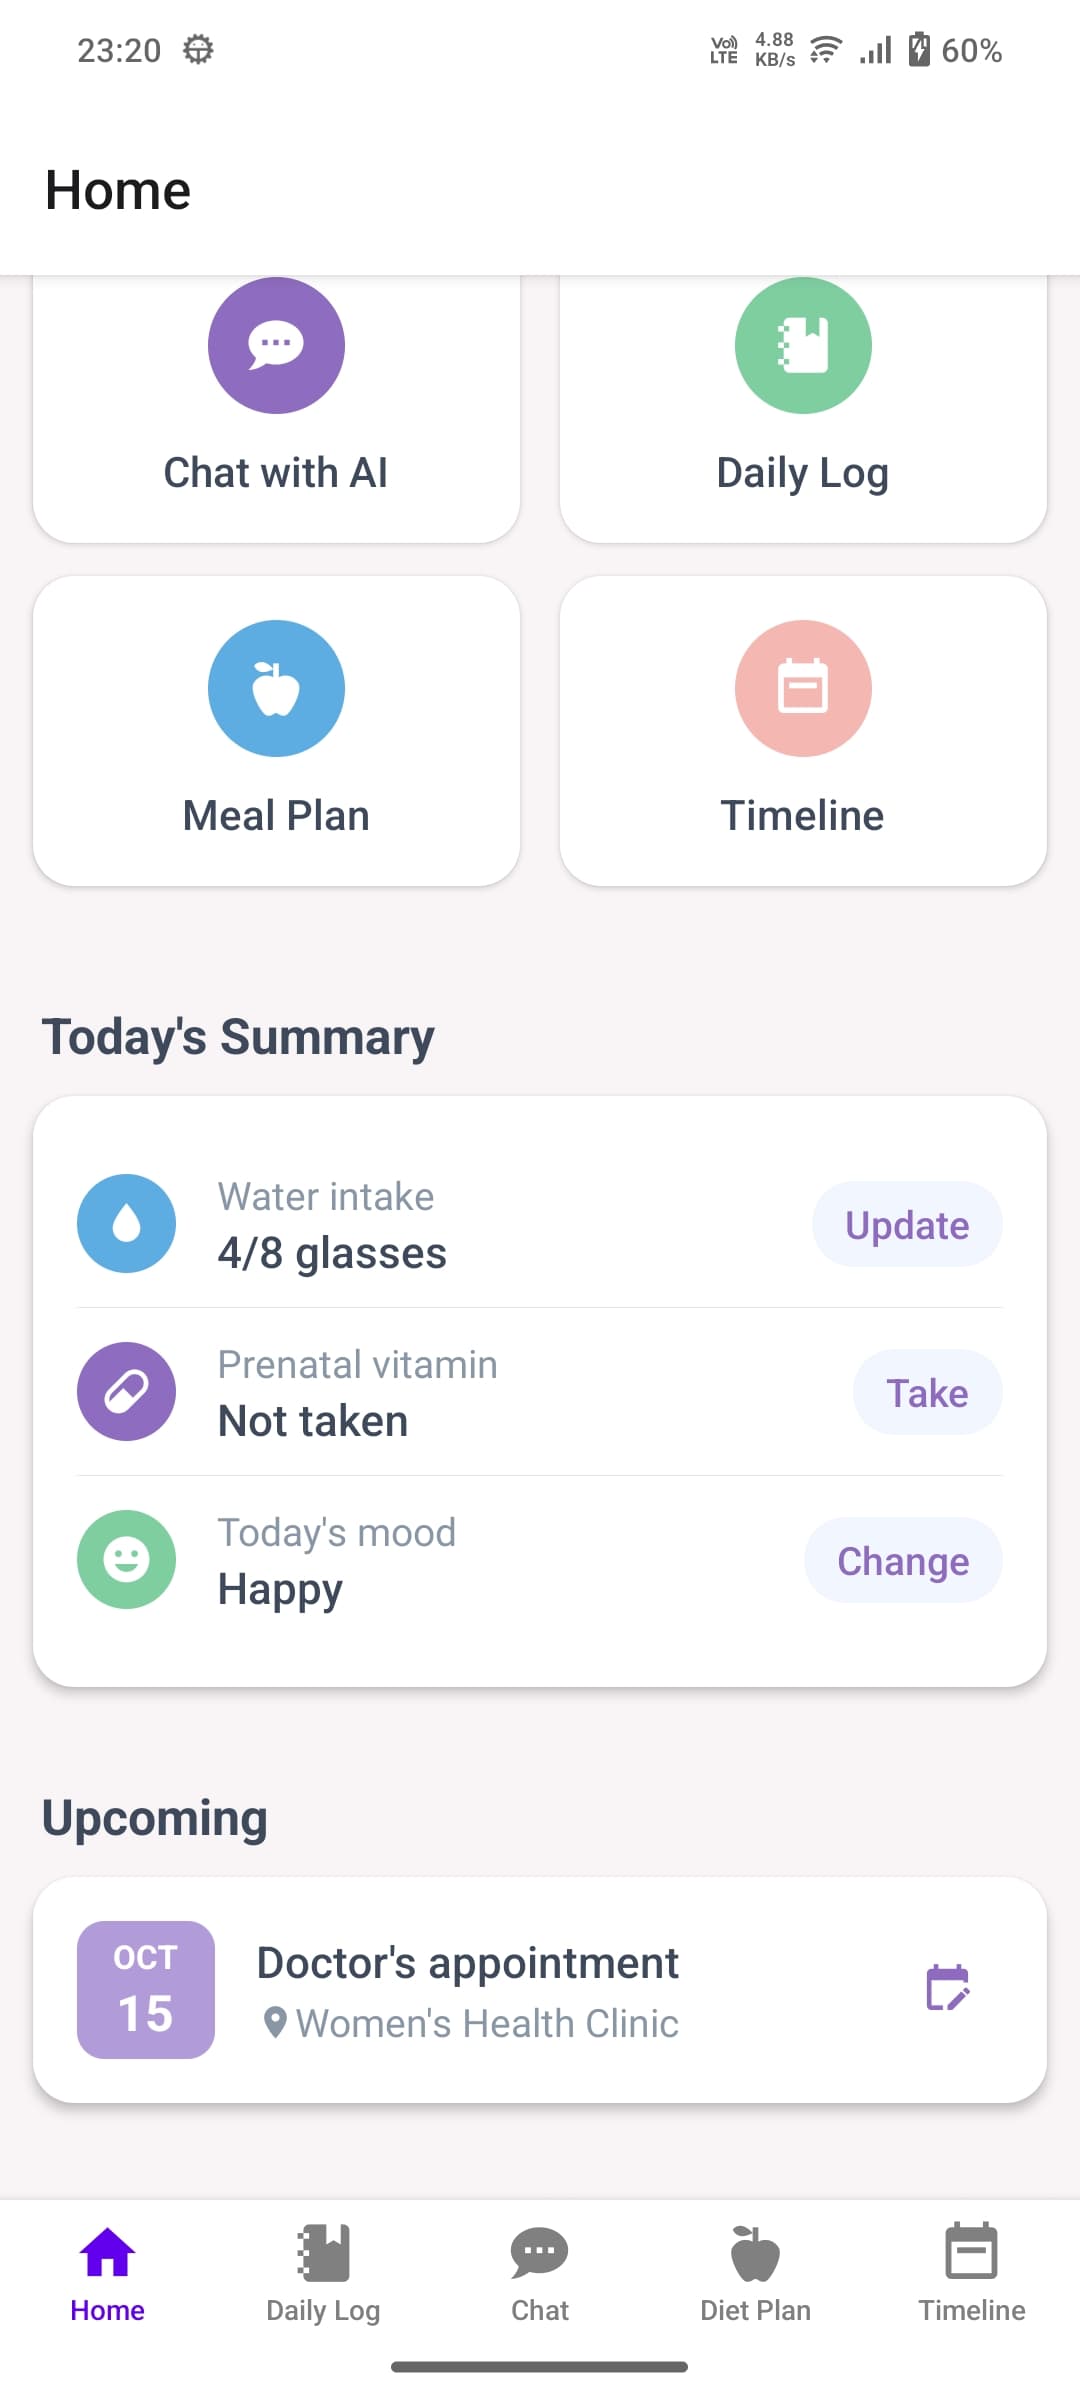 23:20
Vo)) LTE 4.88 KB/s 60%
Home
Chat with AI
Daily Log
Meal Plan
Timeline
Today's Summary
Water intake
4/8 glasses
Update
Prenatal vitamin
Not taken
Take
Today's mood
Happy
Change
Upcoming
OCT
15
Doctor's appointment
Women's Health Clinic
Home
Daily Log
Chat
Diet Plan
Timeline